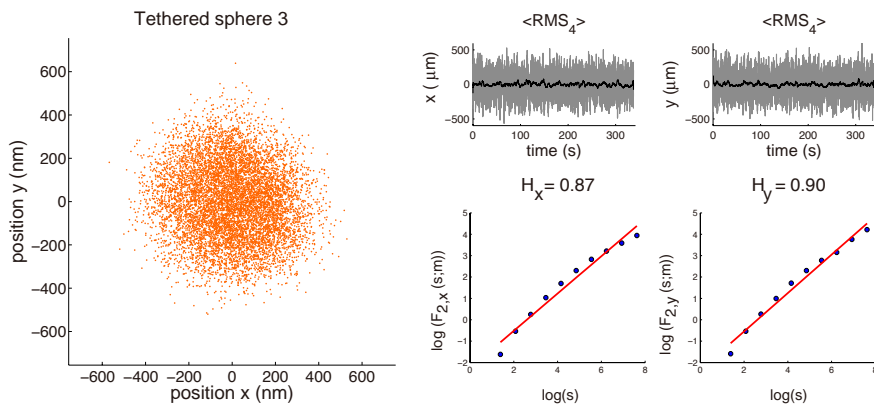 Tethered sphere 3
position y (nm)
600
400
200
0
−200
−400
−600
−600 −400 −200 0 200 400 600
position x (nm)
<RMS4>
x ( μm)
500
0
−500
0 100 200 300
time (s)
<RMS4>
y (μm)
500
0
−500
0 100 200 300
time (s)
Hx= 0.87
log (F2,x (s;m))
5
4
3
2
1
0
−1
−2
0 2 4 6 8
log(s)
Hy= 0.90
log (F2,y (s;m))
5
4
3
2
1
0
−1
−2
0 2 4 6 8
log(s)